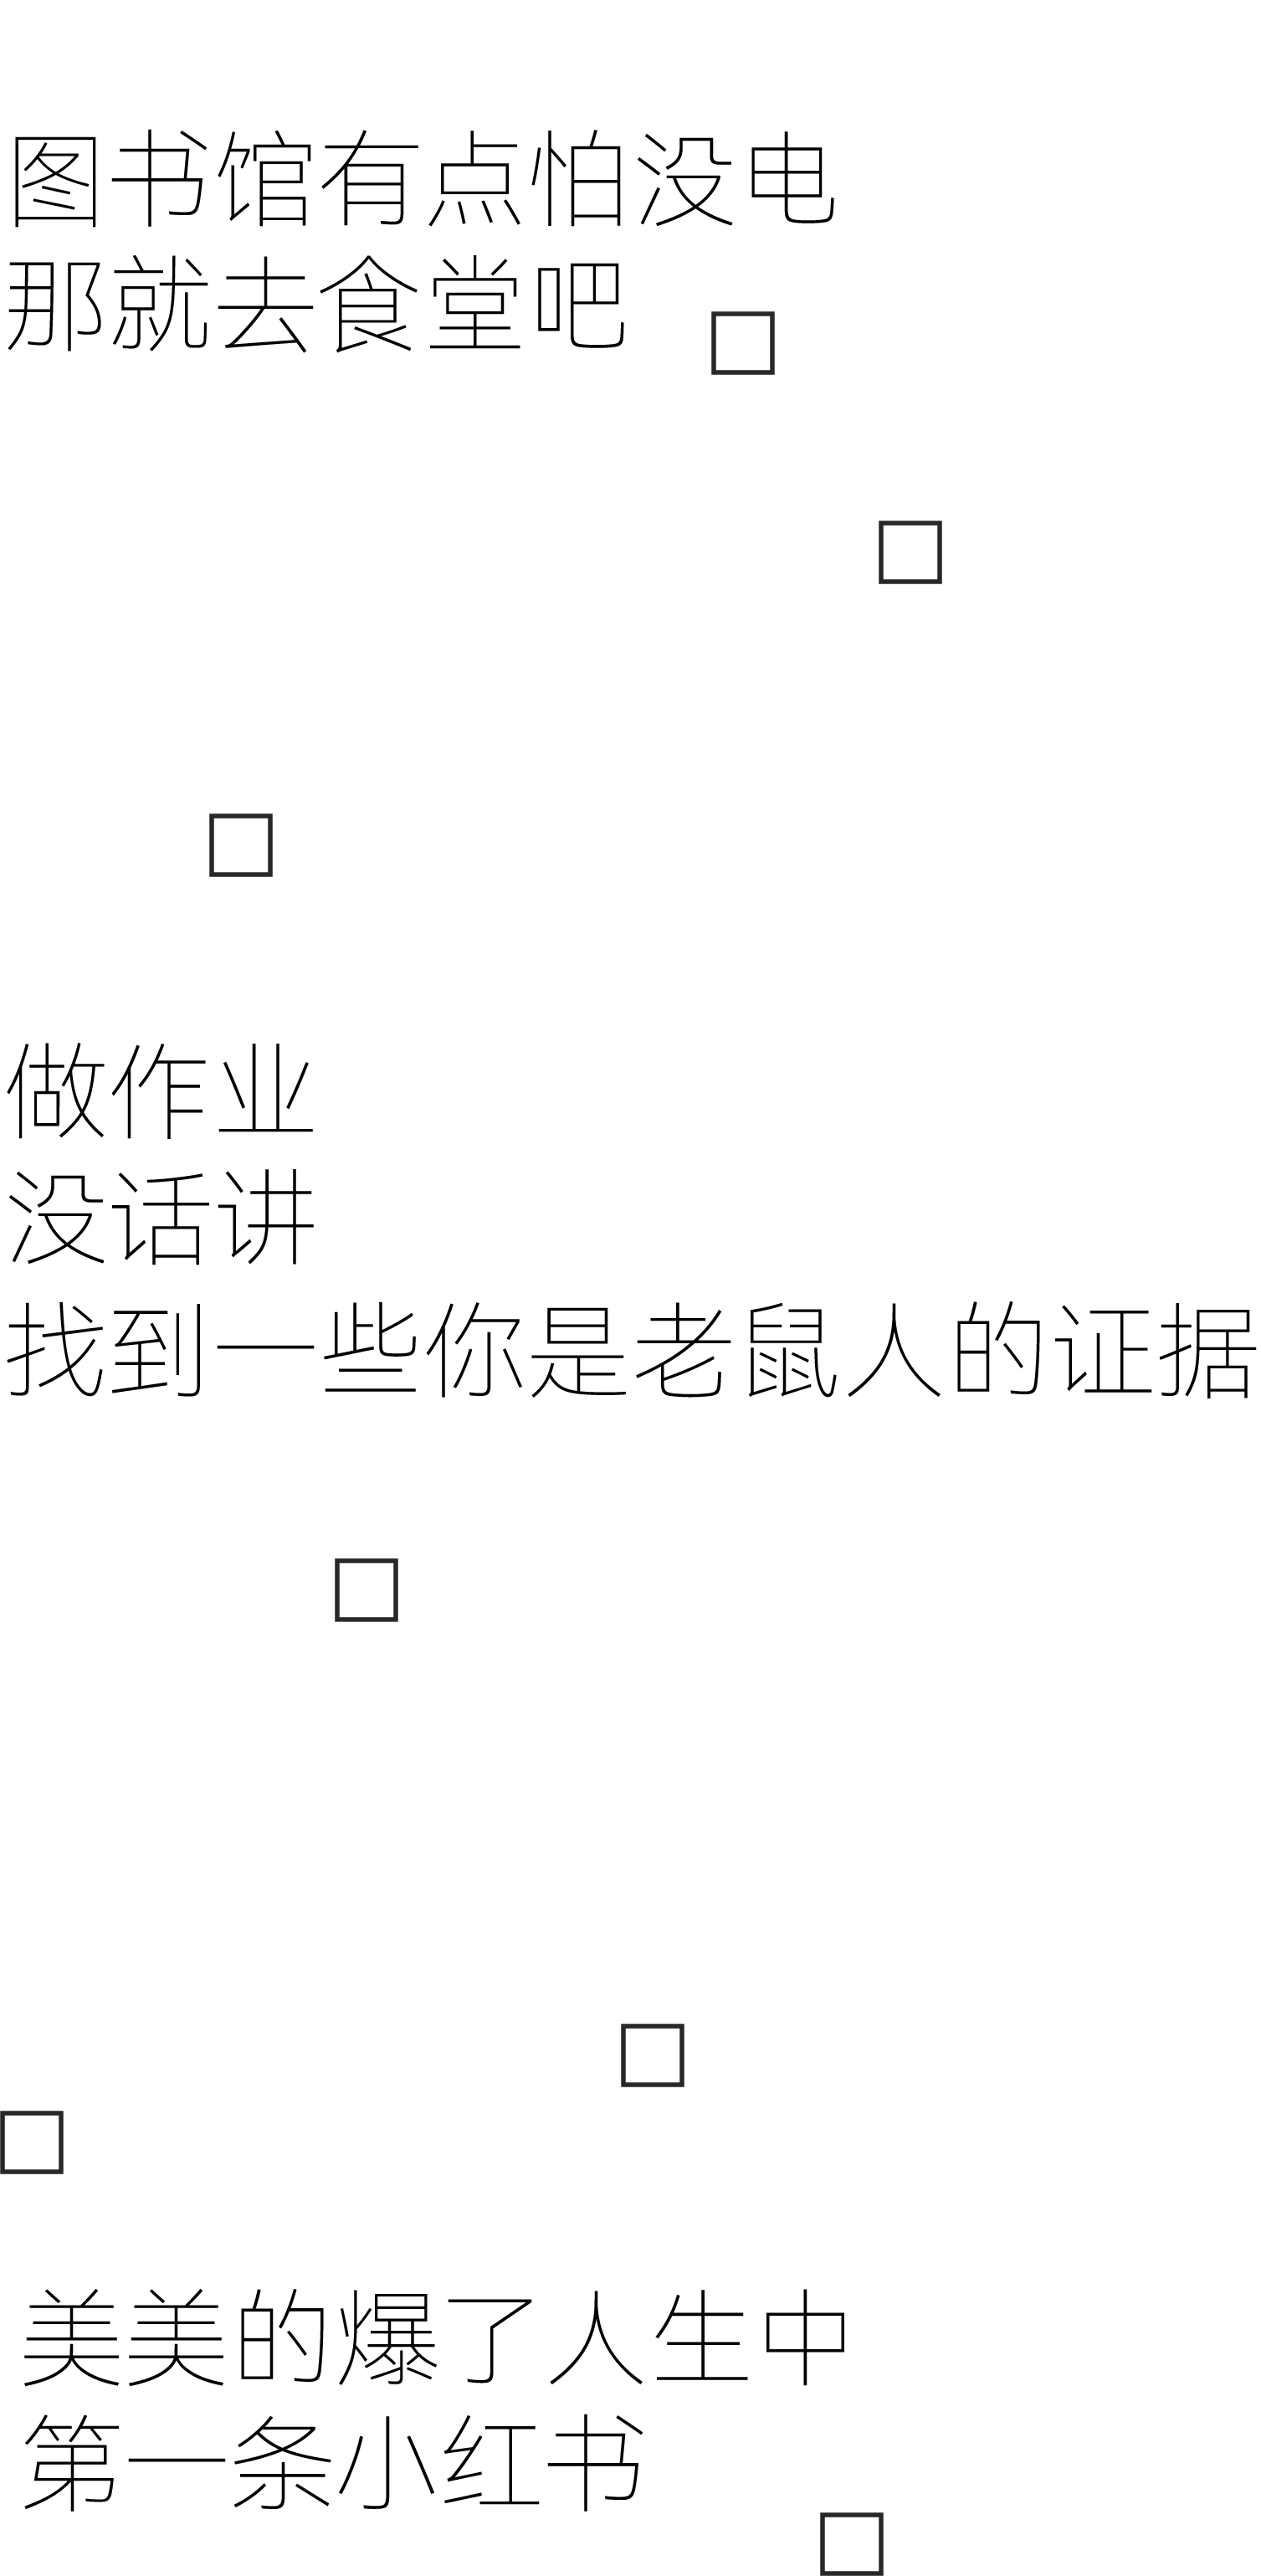 图书馆有点怕没电
那就去食堂吧
做作业
没话讲
找到一些你是老鼠人的证据
美美的爆了人生中
第一条小红书